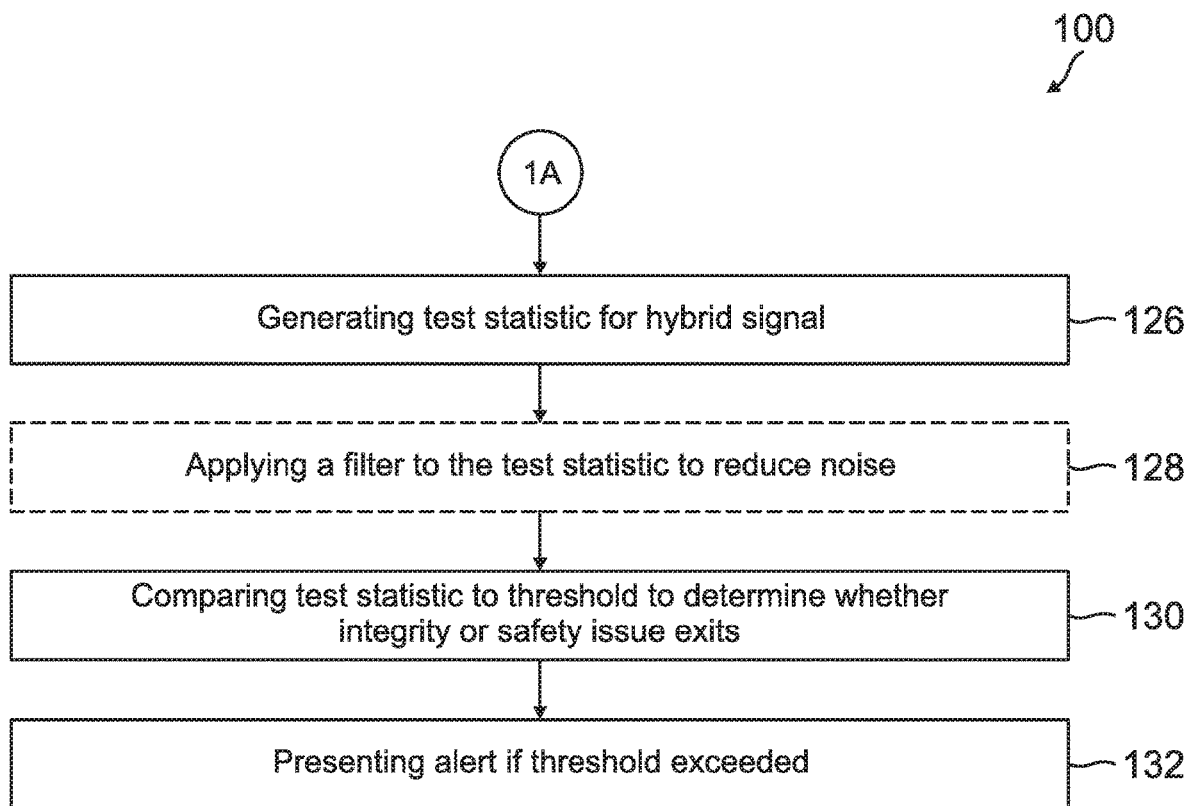 100
1A
Generating test statistic for hybrid signal
126
Applying a filter to the test statistic to reduce noise
128
Comparing test statistic to threshold to determine whether
integrity or safety issue exits
130
Presenting alert if threshold exceeded
132